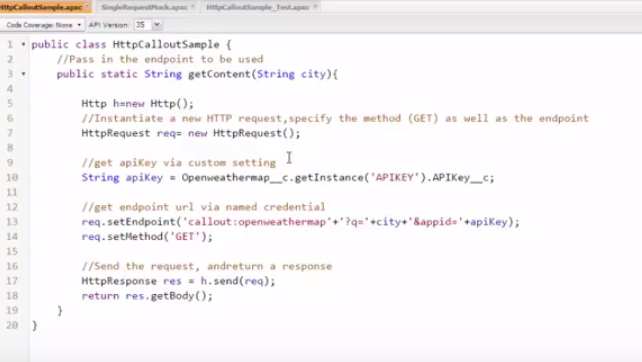 HttpCalloutSample.apxc SingleRequestMock.apxc HttpCalloutSample_Test.apxc
Code Coverage: None API Version: 35
1 public class HttpCalloutSample {
2 //Pass in the endpoint to be used
3 public static String getContent(String city){
4
5 Http h=new Http();
6 //Instantiate a new HTTP request,specify the method (GET) as well as the endpoint
7 HttpRequest req= new HttpRequest();
8
9 //get apiKey via custom setting
10 String apiKey = Openweathermap__c.getInstance('APIKEY').APIKey__c;
11
12 //get endpoint url via named credential
13 req.setEndpoint('callout:openweathermap'+'?q='+city+'&appid='+apiKey);
14 req.setMethod('GET');
15
16 //Send the request, andreturn a response
17 HttpResponse res = h.send(req);
18 return res.getBody();
19 }
20 }